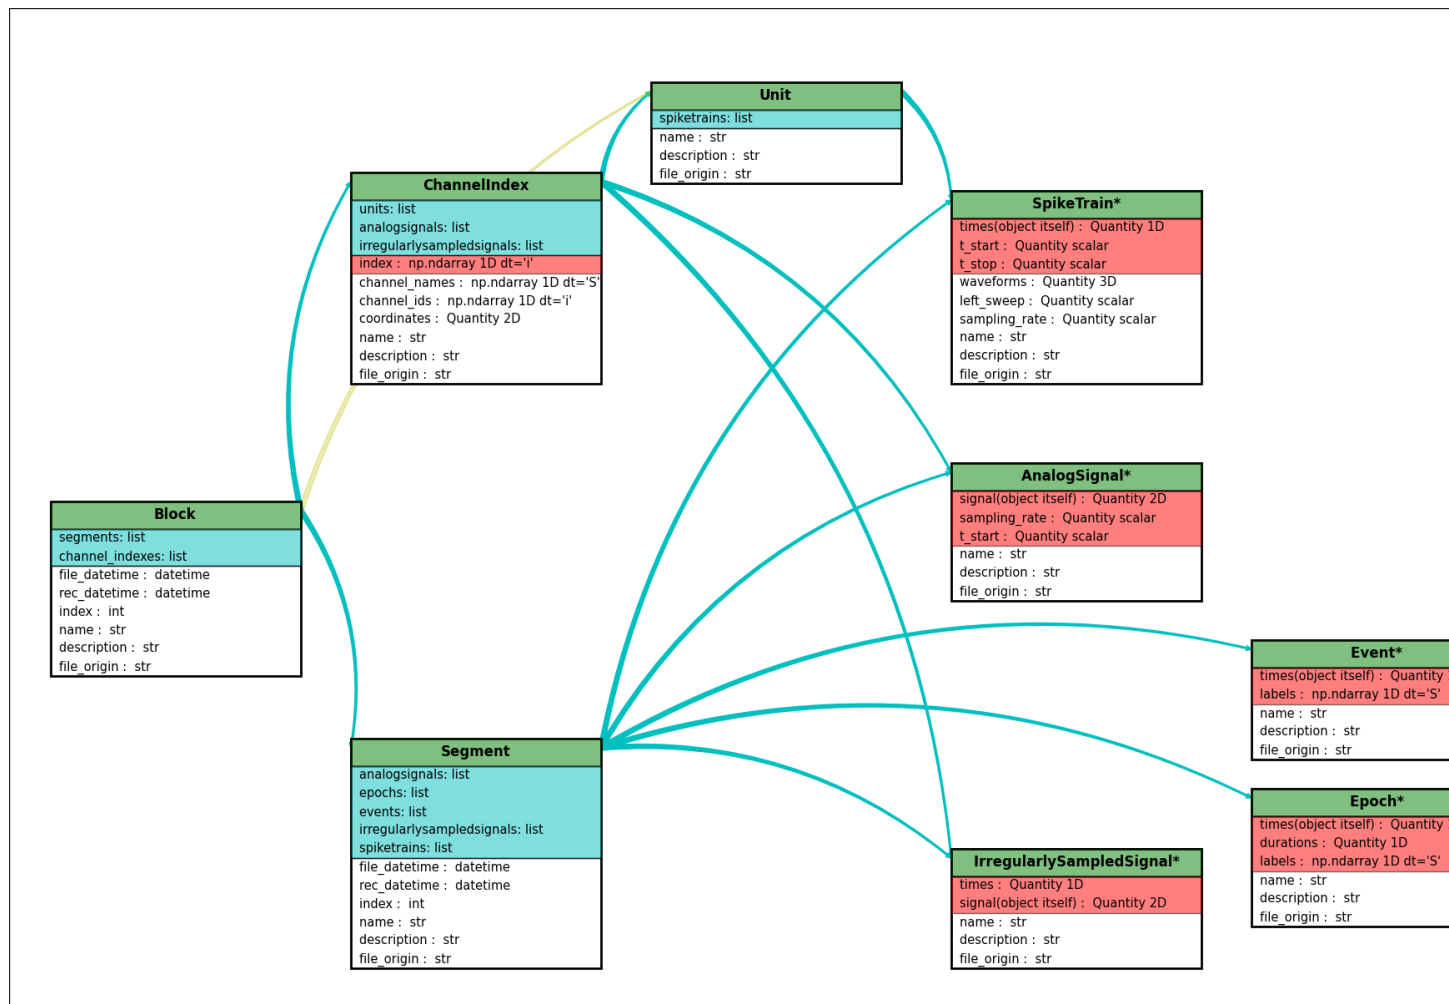 Unit
spiketrains: list
name :  str
description :  str
file_origin :  str
ChannelIndex
units: list
analogsignals: list
irregularlysampledsignals: list
index :  np.ndarray 1D dt='i'
channel_names :  np.ndarray 1D dt='S'
channel_ids :  np.ndarray 1D dt='i'
coordinates :  Quantity 2D
name :  str
description :  str
file_origin :  str
SpikeTrain*
times(object itself) :  Quantity 1D
t_start :  Quantity scalar
t_stop :  Quantity scalar
waveforms :  Quantity 3D
left_sweep :  Quantity scalar
sampling_rate :  Quantity scalar
name :  str
description :  str
file_origin :  str
AnalogSignal*
signal(object itself) :  Quantity 2D
sampling_rate :  Quantity scalar
t_start :  Quantity scalar
name :  str
description :  str
file_origin :  str
Block
segments: list
channel_indexes: list
file_datetime :  datetime
rec_datetime :  datetime
index :  int
name :  str
description :  str
file_origin :  str
Event*
times(object itself) :  Quantity
labels :  np.ndarray 1D dt='S'
name :  str
description :  str
file_origin :  str
Segment
analogsignals: list
epochs: list
events: list
irregularlysampledsignals: list
spiketrains: list
file_datetime :  datetime
rec_datetime :  datetime
index :  int
name :  str
description :  str
file_origin :  str
Epoch*
times(object itself) :  Quantity
durations :  Quantity 1D
labels :  np.ndarray 1D dt='S'
name :  str
description :  str
file_origin :  str
IrregularlySampledSignal*
times :  Quantity 1D
signal(object itself) :  Quantity 2D
name :  str
description :  str
file_origin :  str